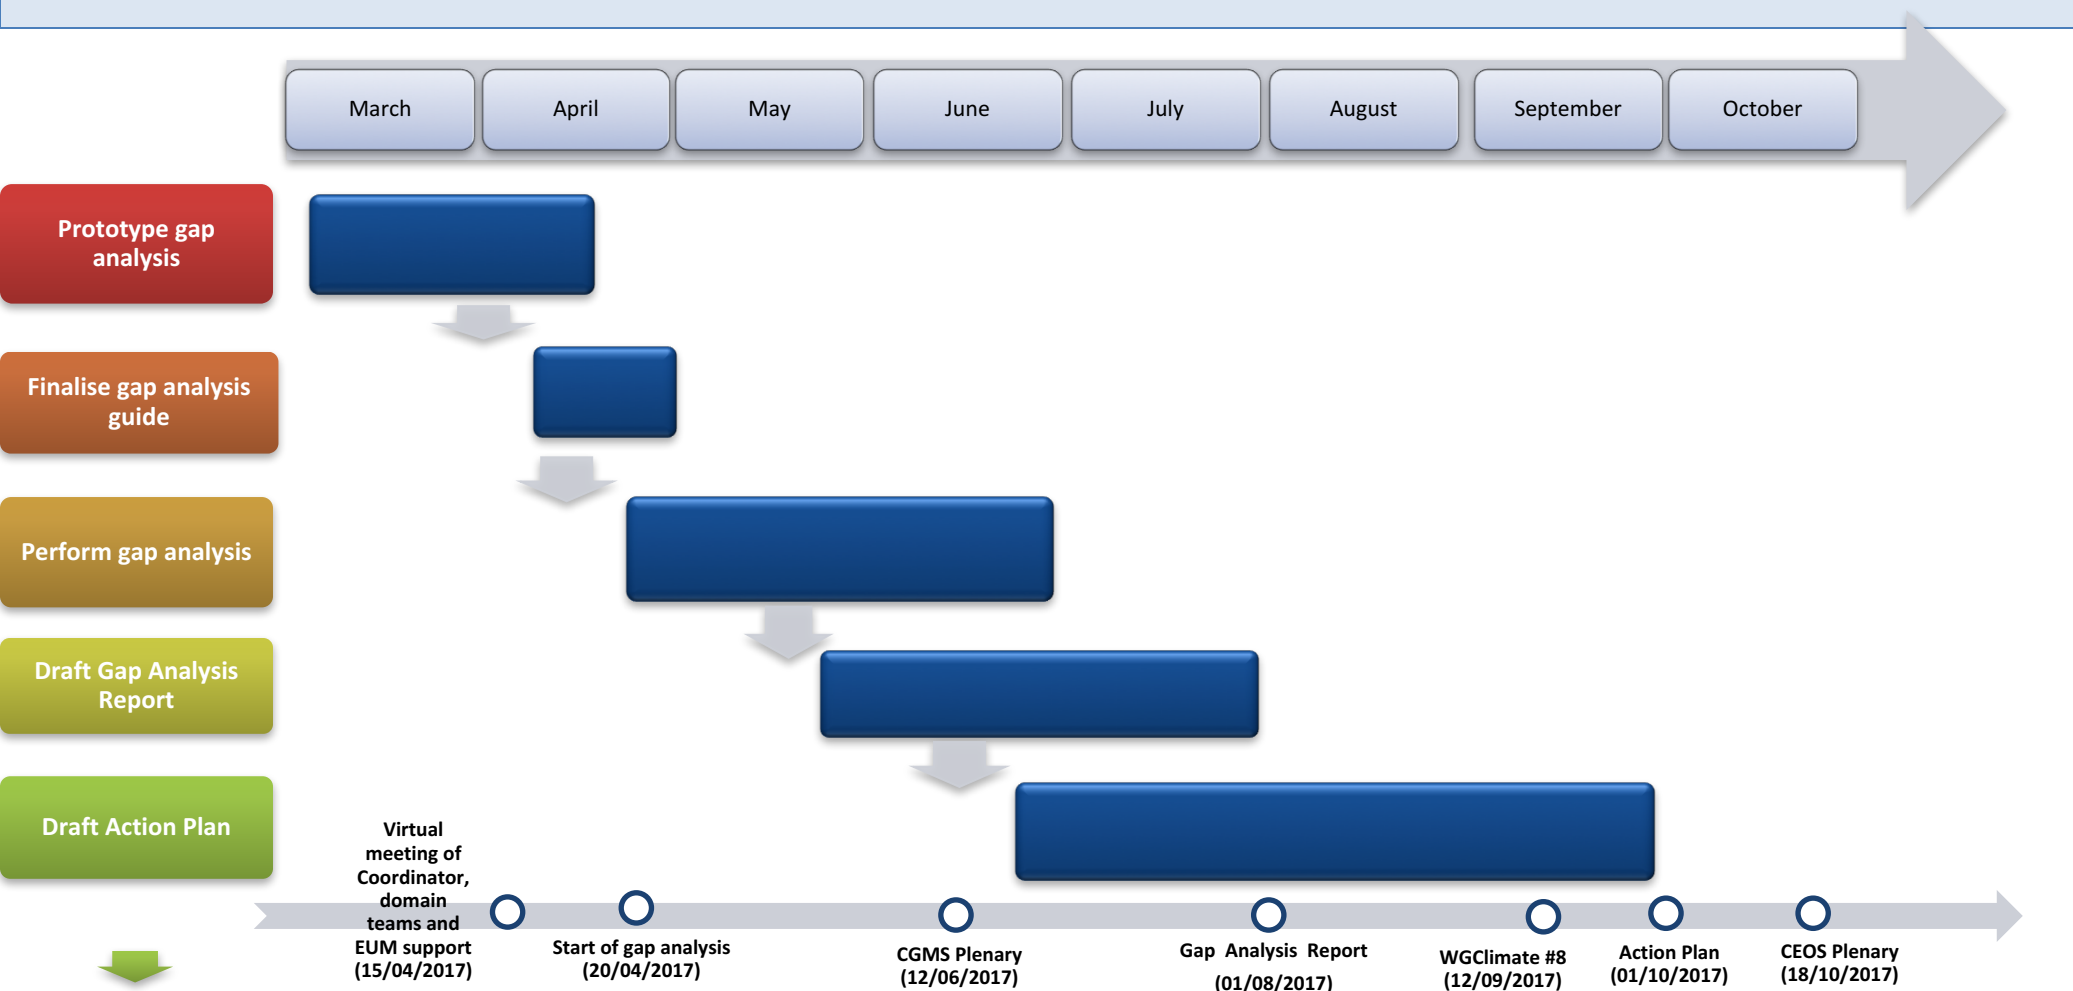 March
April
May
June
July
August
September
October
Prototype gap
analysis
Finalise gap analysis
guide
Perform gap analysis
Draft Gap Analysis
Report
Draft Action Plan
Virtual
meeting of
Coordinator,
domain
teams and
EUM support
(15/04/2017)
Start of gap analysis
(20/04/2017)
CGMS Plenary
(12/06/2017)
Gap Analysis Report
(01/08/2017)
WGClimate #8
(12/09/2017)
Action Plan
(01/10/2017)
CEOS Plenary
(18/10/2017)